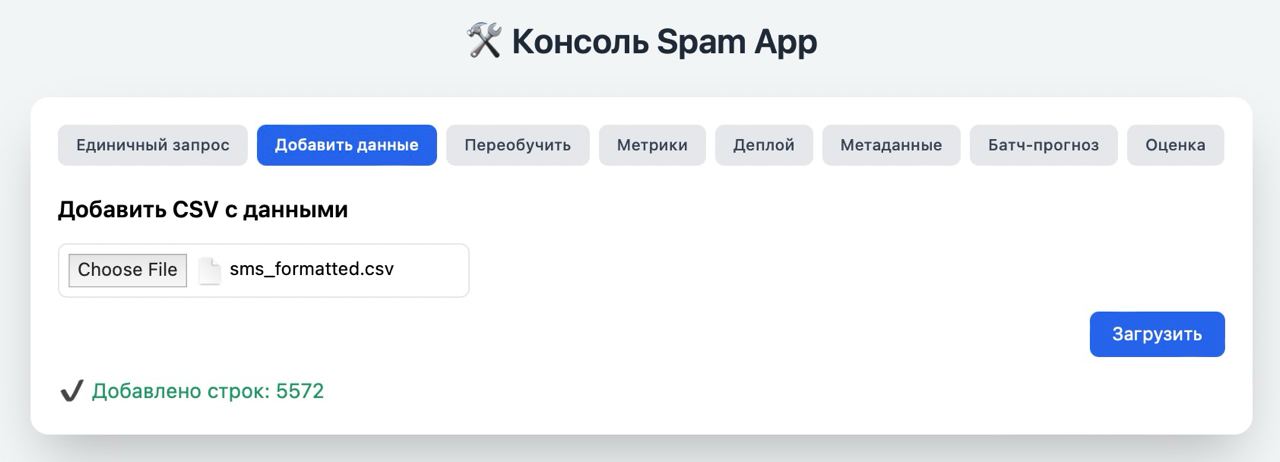 🛠 Консоль Spam App
Единичный запрос Добавить данные Переобучить Метрики Деплой Метаданные Батч-прогноз Оценка
Добавить CSV с данными
Choose File sms_formatted.csv
Загрузить
✔ Добавлено строк: 5572